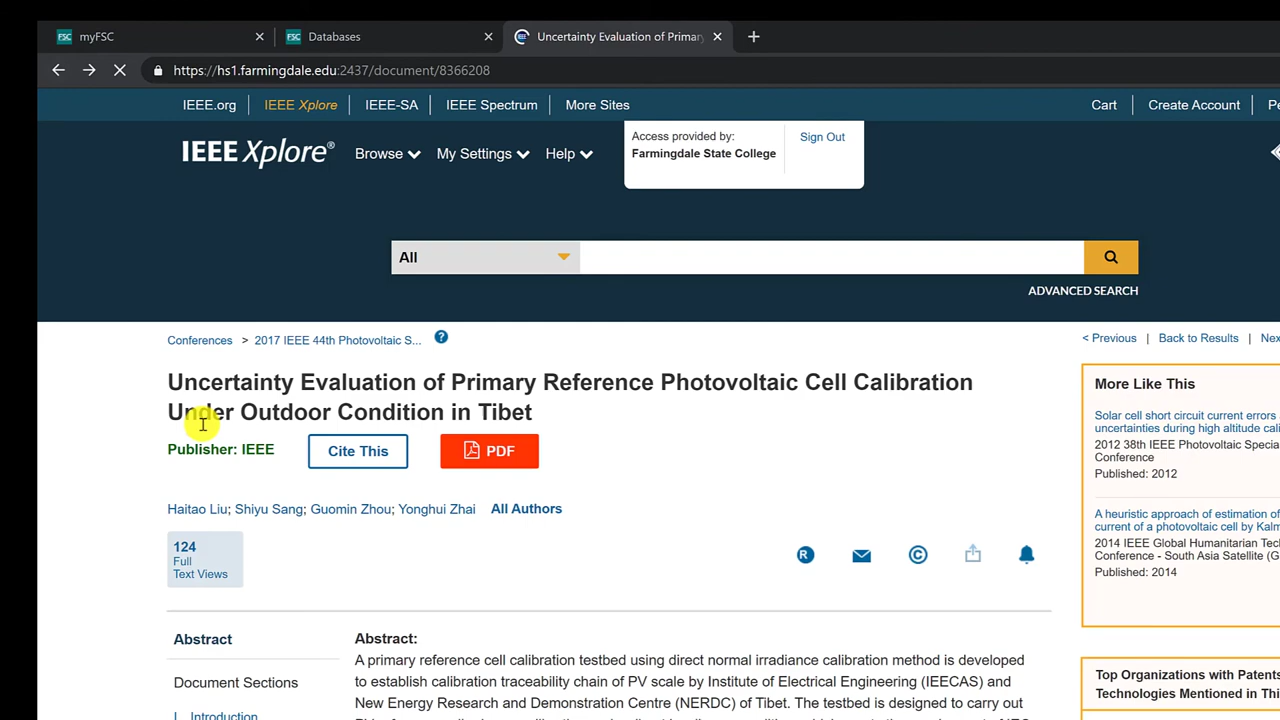 myFSC
Databases
Uncertainty Evaluation of Primar
https://hs1.farmingdale.edu:2437/document/8366208
IEEE.org
IEEE Xplore
IEEE-SA
IEEE Spectrum
More Sites
Cart
Create Account
Pe
IEEE Xplore®
Browse
My Settings
Help
Access provided by:
Farmingdale State College
Sign Out
All
ADVANCED SEARCH
Conferences > 2017 IEEE 44th Photovoltaic S...
< Previous | Back to Results | Nex
Uncertainty Evaluation of Primary Reference Photovoltaic Cell Calibration
Under Outdoor Condition in Tibet
Publisher: IEEE
Cite This
PDF
Haitao Liu; Shiyu Sang; Guomin Zhou; Yonghui Zhai
All Authors
124
Full
Text Views
Abstract
Document Sections
I. Introduction
Abstract:
A primary reference cell calibration testbed using direct normal irradiance calibration method is developed
to establish calibration traceability chain of PV scale by Institute of Electrical Engineering (IEECAS) and
New Energy Research and Demonstration Centre (NERDC) of Tibet. The testbed is designed to carry out
More Like This
Solar cell short circuit current errors a
uncertainties during high altitude cali
2012 38th IEEE Photovoltaic Special
Conference
Published: 2012
A heuristic approach of estimation of
current of a photovoltaic cell by Kalm
2014 IEEE Global Humanitarian Tech
Conference - South Asia Satellite (G
Published: 2014
Top Organizations with Patents
Technologies Mentioned in Thi